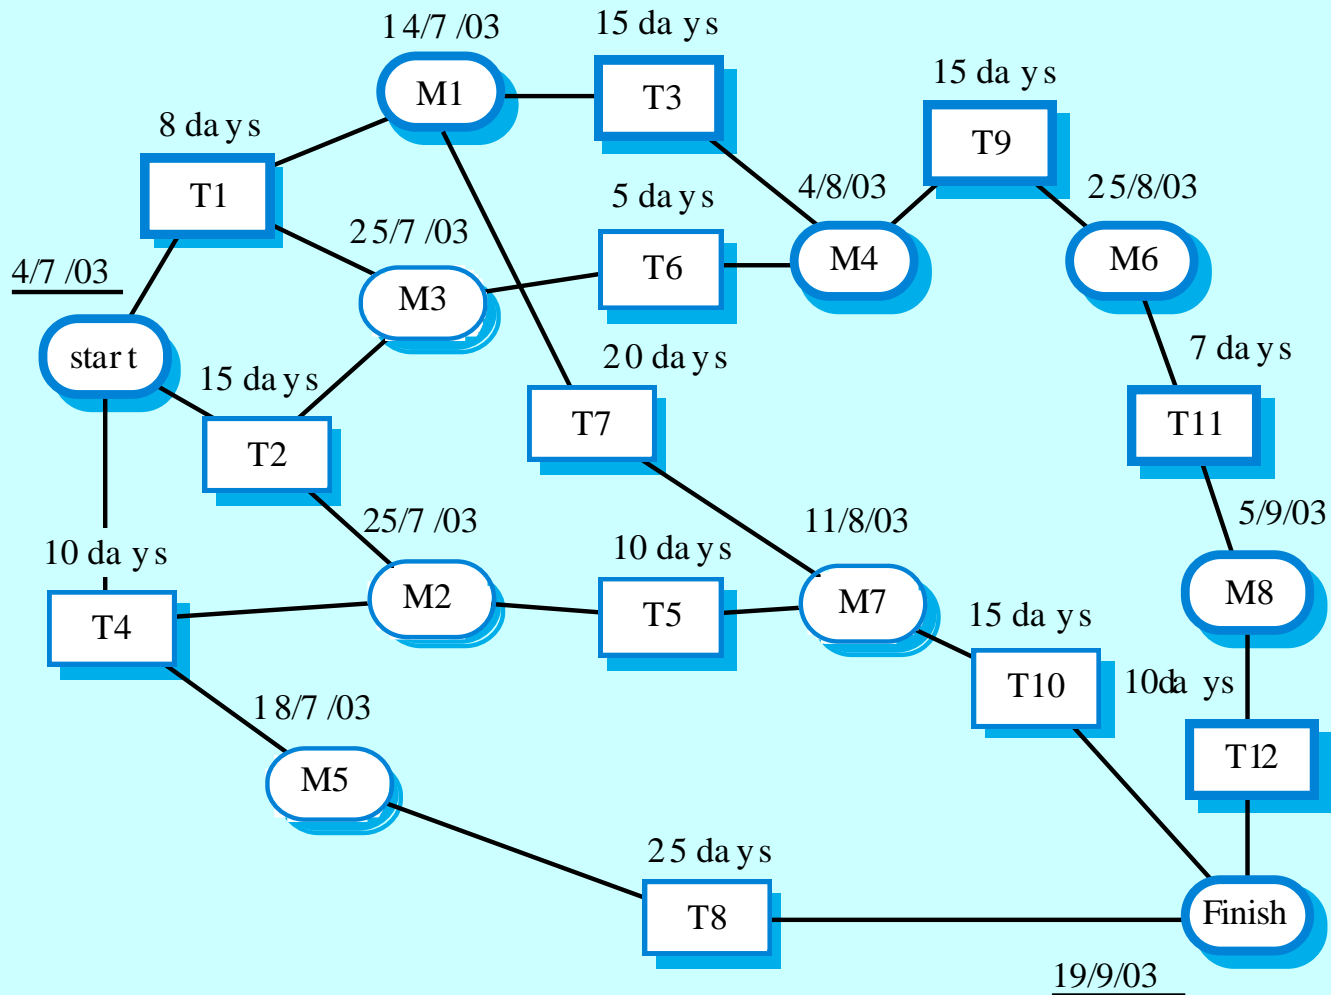 14/7 /03
15 days
M1
T3
15 days
8 days
T9
T1
4/8/03
25/8/03
5 days
25/7 /03
M4
M6
4/7 /03
T6
M3
start
15 days
20 days
7 days
T7
T11
T2
25/7 /03
11/8/03
5/9/03
10 days
10 days
M2
M7
M8
T4
T5
15 days
T10
10da ys
18/7 /03
M5
T12
25 days
T8
Finish
19/9/03